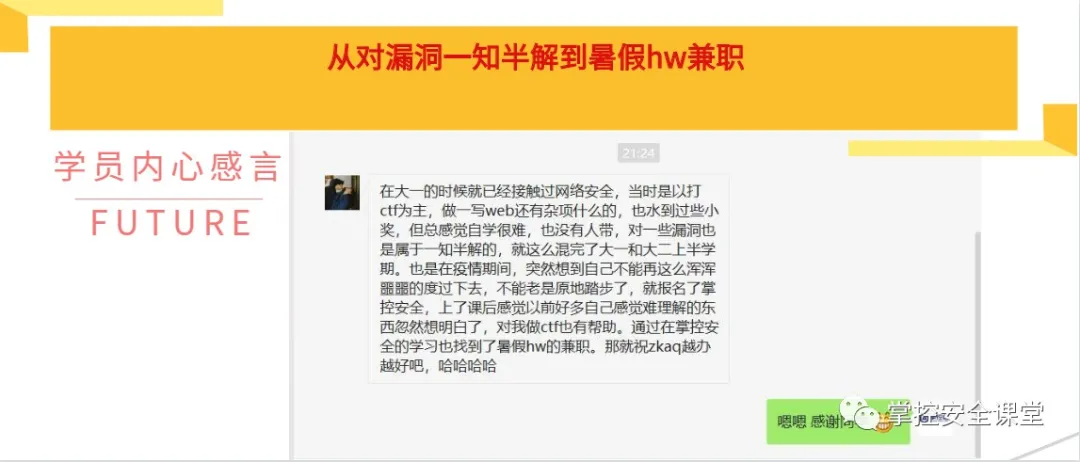 从对漏洞一知半解到暑假hw兼职
学员内心感言
FUTURE
21:24
在大一的时候就已经接触过网络安全，当时是以打
ctf为主，做一写web还有杂项什么的，也水到过些小
奖，但总感觉自学很难，也没有人带，对一些漏洞也
是属于一知半解的，就这么混完了大一和大二上半学
期。也是在疫情期间，突然想到自己不能再这么浑浑
噩噩的度过下去，不能老是原地踏步了，就报名了掌
控安全，上了课后感觉以前好多自己感觉难理解的东
西忽然想明白了，对我做ctf也有帮助。通过在掌控安
全的学习也找到了暑假hw的兼职。那就祝zkaq越办
越好吧，哈哈哈哈
嗯嗯 感谢
掌控安全课堂